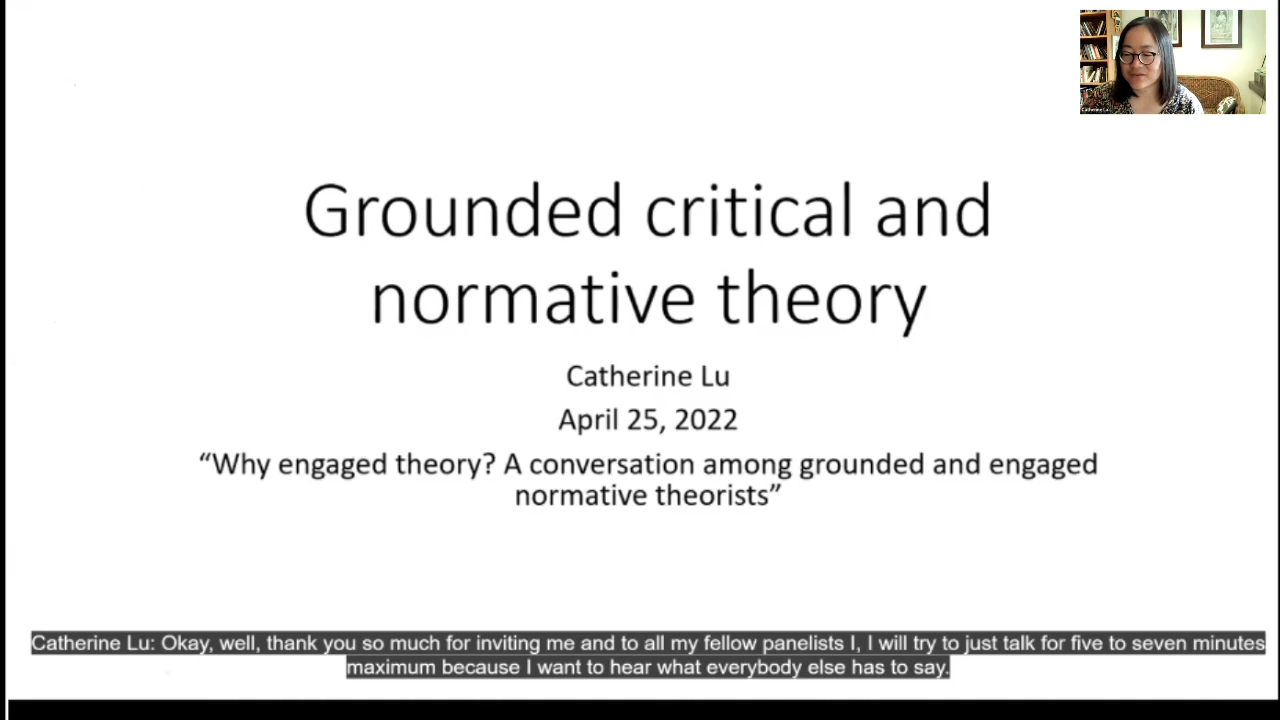 Catherine Lu
Grounded critical and
normative theory
Catherine Lu
April 25, 2022
“Why engaged theory? A conversation among grounded and engaged
normative theorists”
Catherine Lu: Okay, well, thank you so much for inviting me and to all my fellow panelists I, I will try to just talk for five to seven minutes
maximum because I want to hear what everybody else has to say.